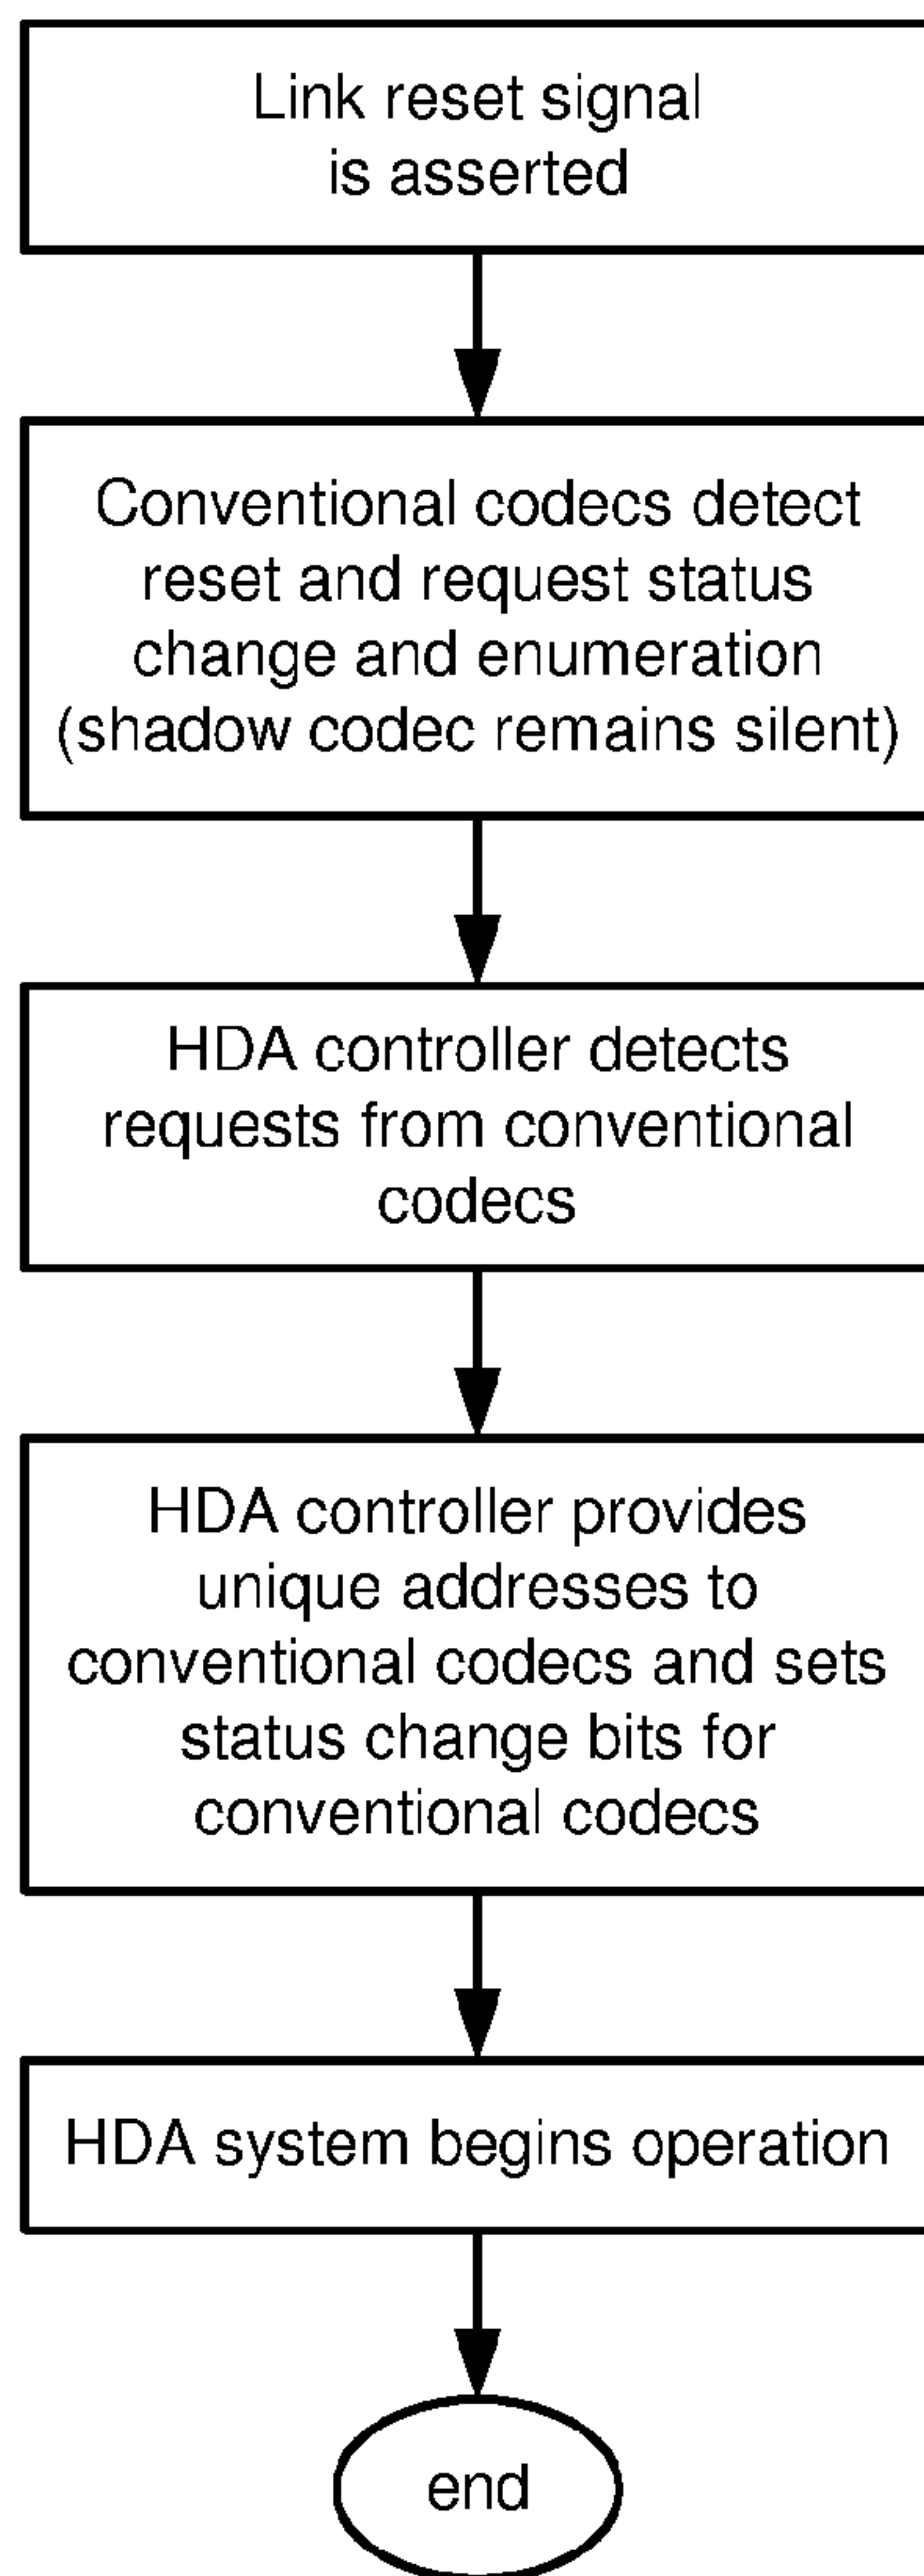 Link reset signal
is asserted
Conventional codecs detect
reset and request status
change and enumeration
(shadow codec remains silent)
HDA controller detects
requests from conventional
codecs
HDA controller provides
unique addresses to
conventional codecs and sets
status change bits for
conventional codecs
HDA system begins operation
end